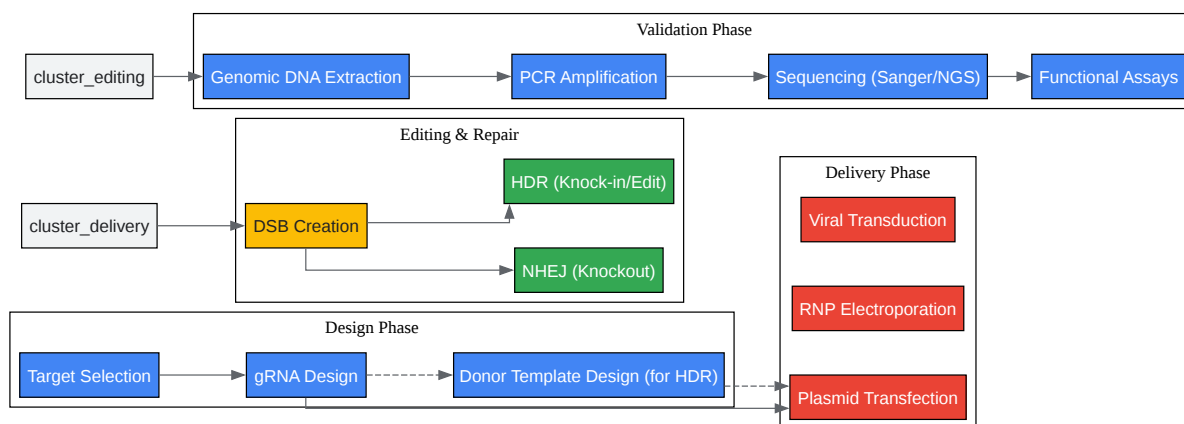 Validation Phase
cluster_editing
Genomic DNA Extraction
PCR Amplification
Sequencing (Sanger/NGS)
Functional Assays
Editing & Repair
cluster_delivery
DSB Creation
HDR (Knock-in/Edit)
NHEJ (Knockout)
Delivery Phase
Viral Transduction
RNP Electroporation
Plasmid Transfection
Design Phase
Target Selection
gRNA Design
Donor Template Design (for HDR)